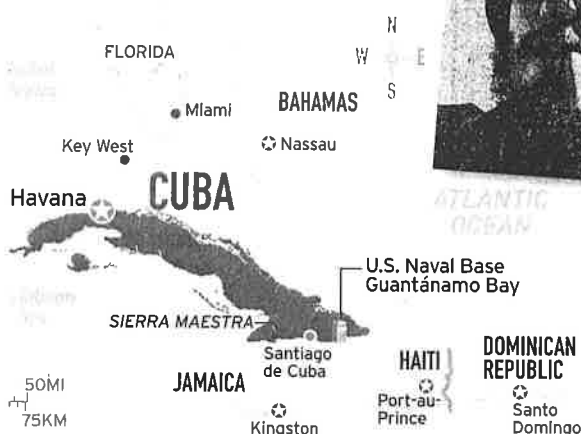 N
FLORIDA
W E
S
Miami
BAHAMAS
Key West
Nassau
Havana
CUBA
ATLANTIC
OCEAN
U.S. Naval Base
Guantánamo Bay
SIERRA MAESTRA
Santiago
de Cuba
HAITI
DOMINICAN
REPUBLIC
50MI
75KM
JAMAICA
Port-au-
Prince
Kingston
Santo
Domingo